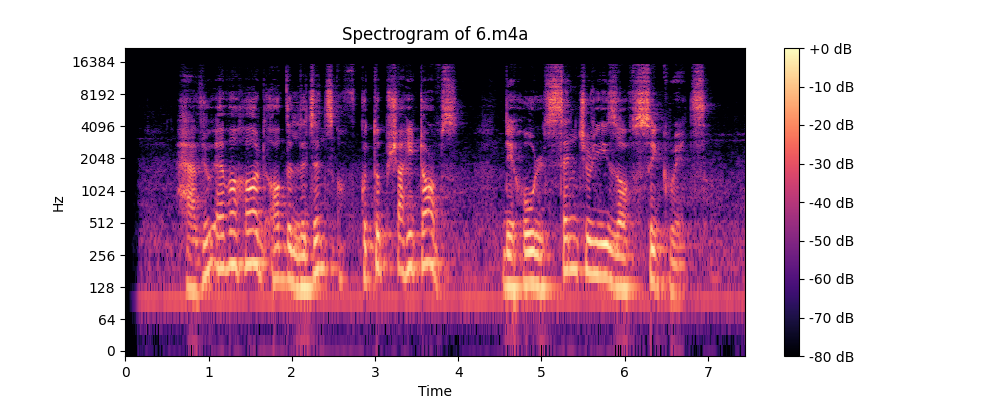 Spectrogram of 6.m4a
16384
8192
4096
2048
1024
512
256
128
64
0
Hz
0 1 2 3 4 5 6 7
Time
+0 dB
-10 dB
-20 dB
-30 dB
-40 dB
-50 dB
-60 dB
-70 dB
-80 dB